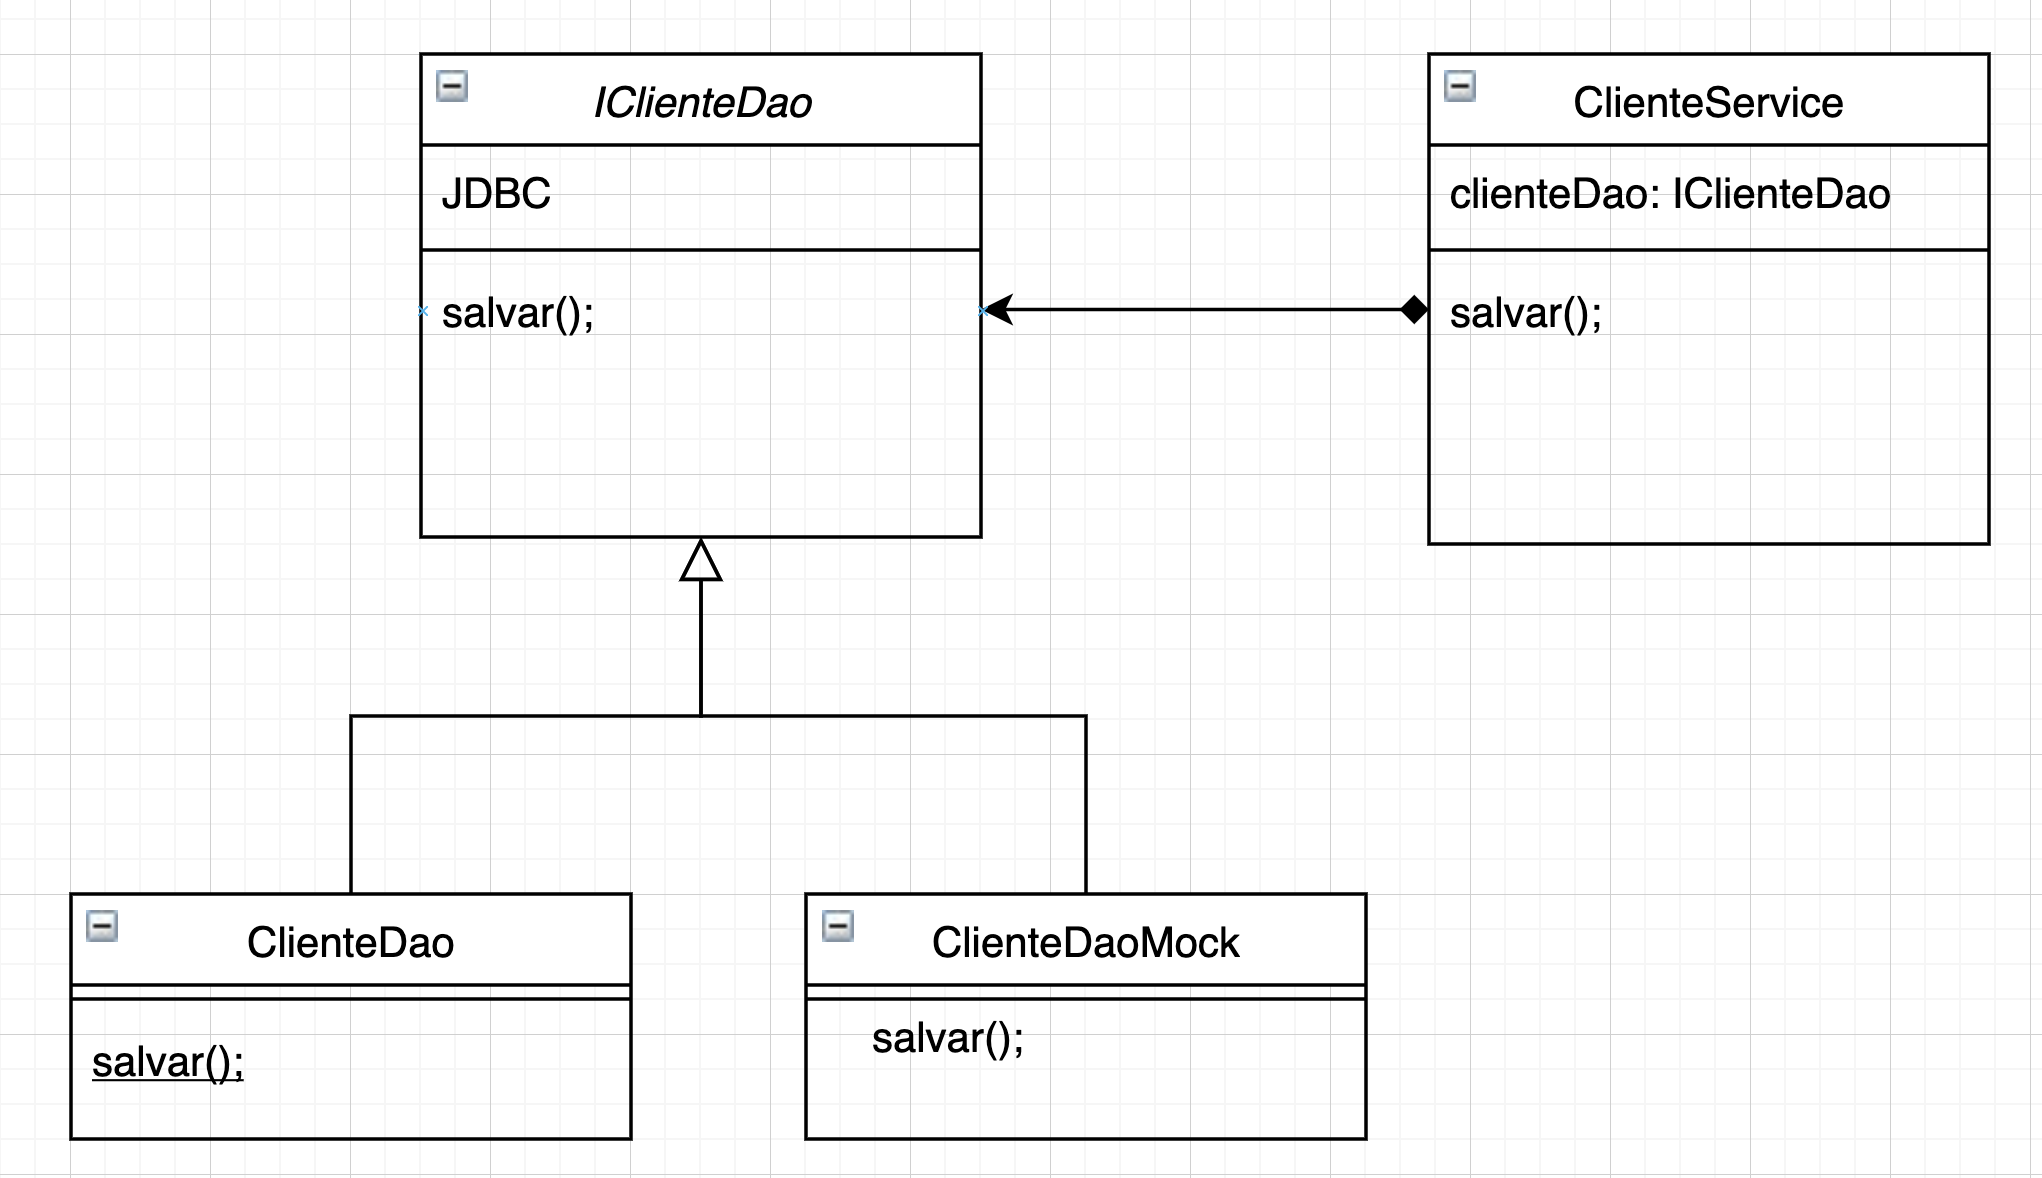 IClienteDao
JDBC
salvar();
ClienteService
clienteDao: IClienteDao
salvar();
ClienteDao
salvar();
ClienteDaoMock
salvar();